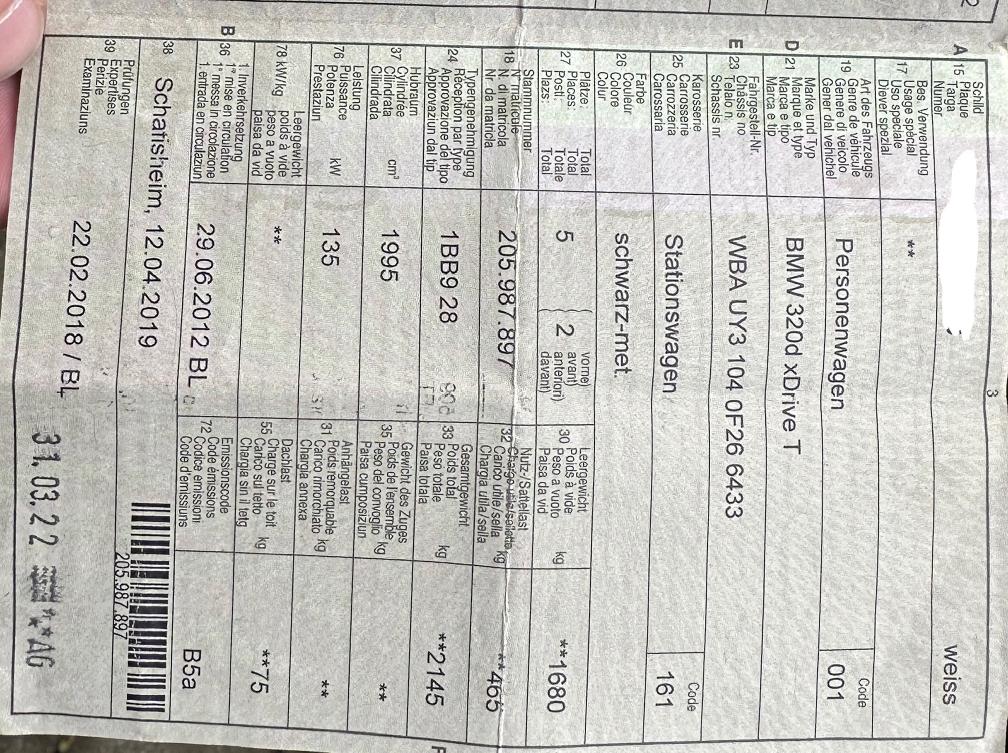 3
A 15 Schild
Plaque
Targa
Numer
weiss
17 Bes. Verwendung
Usage spécial
Uso speciale
Diever spezial
**
19 Art des Fahrzeugs
Genre de véhicule
Genere di veicolo
Gener dal vehichel
Personenwagen
Code
001
D 21 Marke und Typ
Marque et type
Marca e tipo
Marca e tip
BMW 320d xDrive T
E 23 Fahrgestell-Nr.
Châssis no
Telaio n.
Schassis nr
WBA UY3 104 0F26 6433
25 Karosserie
Carrosserie
Carrozzeria
Carossaria
Stationswagen
Code
161
26 Farbe
Couleur
Colore
Colur
schwarz-met.
27 Plätze: Total
Places: Total
Posti: Totale
Plazs: Total
5
2
vorne)
avant)
anteriori)
davant)
30 Leergewicht
Poids à vide
Peso a vuoto
Paisa da vid
kg
**1680
18 Stammnummer
N° matricule
N. di matricola
Nr. da matricla
205.987.897
32 Nutz-/Sattellast
Charge utile/sellette
Carico utile/sella
Chargia utila/sella
kg
**465
24 Typengenehmigung
Réception par type
Approvazione del tipo
Approvaziun da tip
1BB9 28
33 Gesamtgewicht
Poids total
Peso totale
Paisa totala
kg
**2145
37 Hubraum
Cylindrée
Cilindrata
Cilindrada
cm³
1995
35 Gewicht des Zuges
Poids de l'ensemble
Peso del convoglio
Paisa cumposiziun
kg
**
76 Leistung
Puissance
Potenza
Prestaziun
kW
135
31 Anhängelast
Poids remorquable
Carico rimorchiato
Chargia annexa
kg
**
78 kW/kg
Leergewicht
poids à vide
peso a vuoto
paisa da vid
**
55 Dachlast
Charge sur le toit
Carico sul tetto
Chargia sin il tetg
kg
**75
B 36 1. Inverkehrsetzung
1re mise en circulation
1a messa in circolazione
1. entrada en circulaziun
29.06.2012 BL
72 Emissionscode
Code émissions
Codice emissioni
Code d'emissiuns
B5a
38 Schafisheim, 12.04.2019
205.987.897
39 Prüfungen
Expertises
Perizie
Examinaziuns
22.02.2018 / BL
31.03.22
**AG